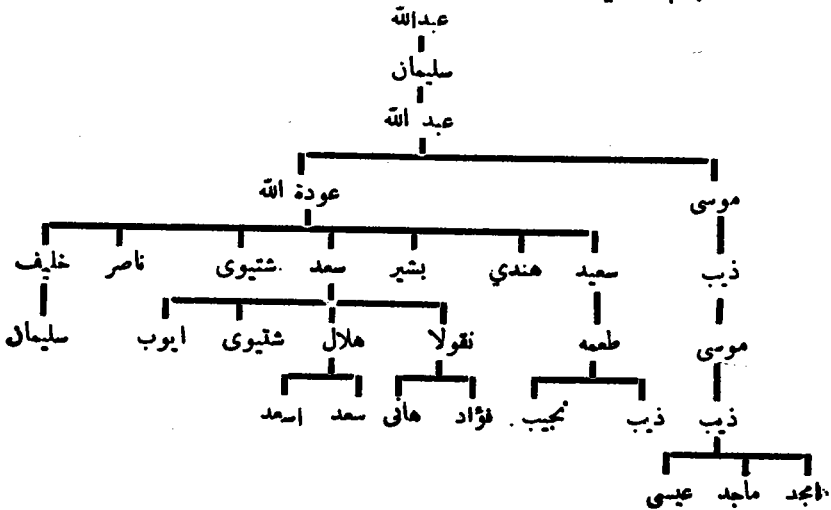 عبدالله
سليمان
عبد الله
موسى عودة الله
ذيب سعيد هندي بشير سعد شتيوى ناصر خليف
موسى طعمه نقولا هلال شتيوى ايوب سليمان
ذيب ذيب نجيب فؤاد هانى سعد اسعد
امجد ماجد عيسى